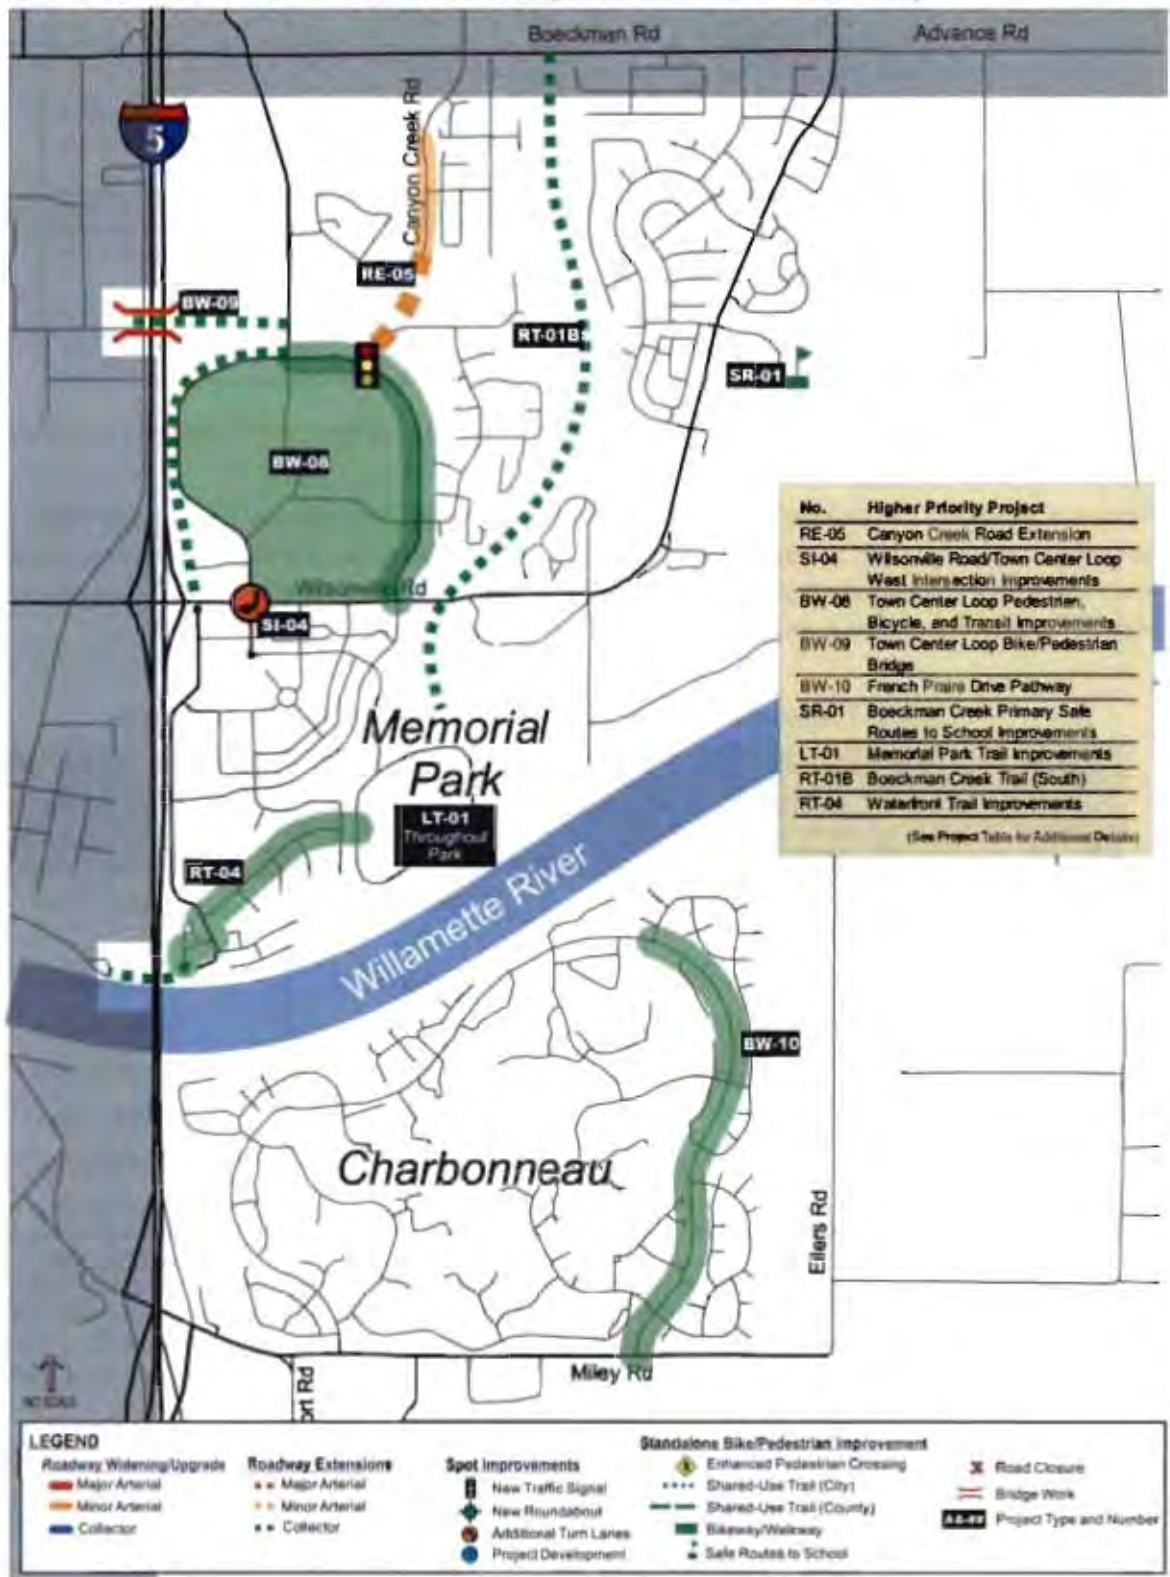 Boeckman Rd
Advance Rd
5
Canyon Creek Rd
RE-05
BW-09
RT-01B
SR-01
BW-08
Rd
SI-04
No. Higher Priority Project
RE-05 Canyon Creek Road Extension
SI-04 Wilsonville Road/Town Center Loop
West Intersection Improvements
BW-08 Town Center Loop Pedestrian,
Bicycle, and Transit Improvements
BW-09 Town Center Loop Bike/Pedestrian
Bridge
BW-10 French Praire Drive Pathway
SR-01 Boeckman Creek Primary Safe
Routes to School Improvements
LT-01 Memorial Park Trail Improvements
RT-01B Boeckman Creek Trail (South)
RT-04 Waterfront Trail Improvements
(See Project Table for Additional Details)
Memorial
Park
LT-01
Throughout
Park
RT-04
Willamette River
BW-10
Charbonneau
Eilers Rd
Miley Rd
ort Rd
NO SCALE
LEGEND
Roadway Widening/Upgrade
Major Arterial
Minor Arterial
Collector
Roadway Extensions
Major Arterial
Minor Arterial
Collector
Spot Improvements
New Traffic Signal
New Roundabout
Additional Turn Lanes
Project Development
Standalone Bike/Pedestrian Improvement
Enhanced Pedestrian Crossing
Shared-Use Trail (City)
Shared-Use Trail (County)
Bikeway/Walkway
Safe Routes to School
Road Closure
Bridge Work
Project Type and Number